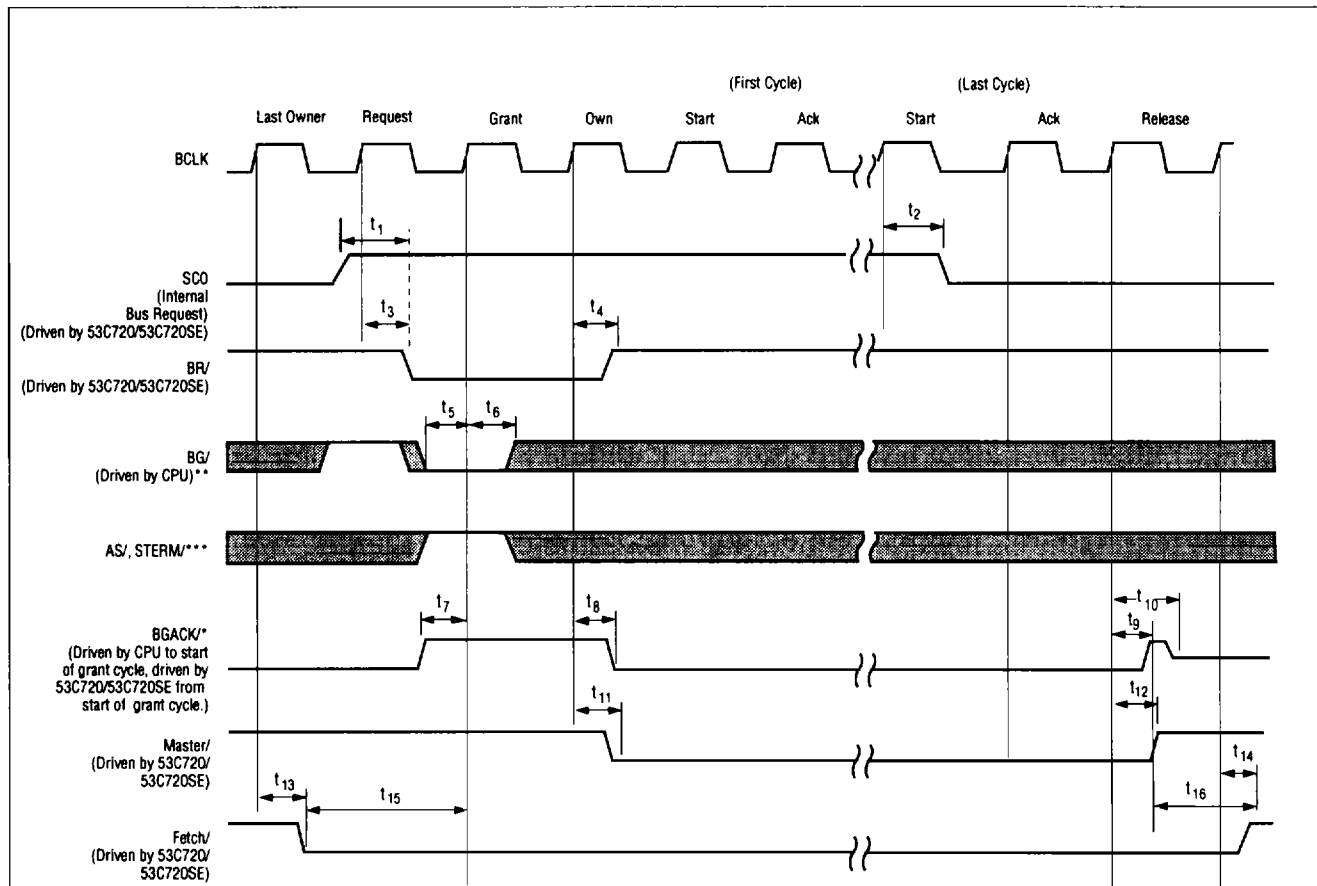 (First Cycle) (Last Cycle)
Last Owner Request Grant Own Start Ack Start Ack Release
BCLK
t1 t2
SC0
(Internal
Bus Request)
(Driven by 53C720/53C720SE)
t3 t4
BR/
(Driven by 53C720/53C720SE)
t5 t6
BG/
(Driven by CPU)**
AS/, STERM/***
t7 t8 t9 t10
BGACK/*
(Driven by CPU to start
of grant cycle, driven by
53C720/53C720SE from
start of grant cycle.)
t11 t12
Master/
(Driven by 53C720/
53C720SE)
t13 t15 t14 t16
Fetch/
(Driven by 53C720/
53C720SE)